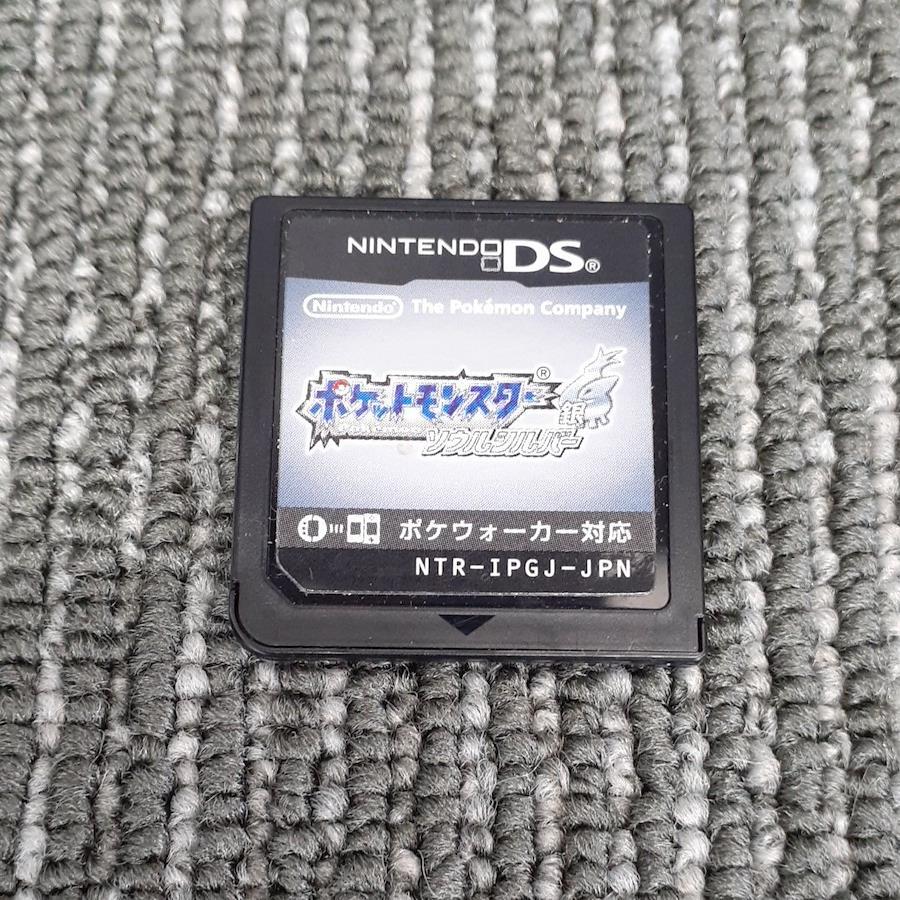 NINTENDO DS®
Nintendo® The Pokémon Company
ポケットモンスター®
銀
ソウルシルバー
ポケウォーカー対応
NTR-IPGJ-JPN